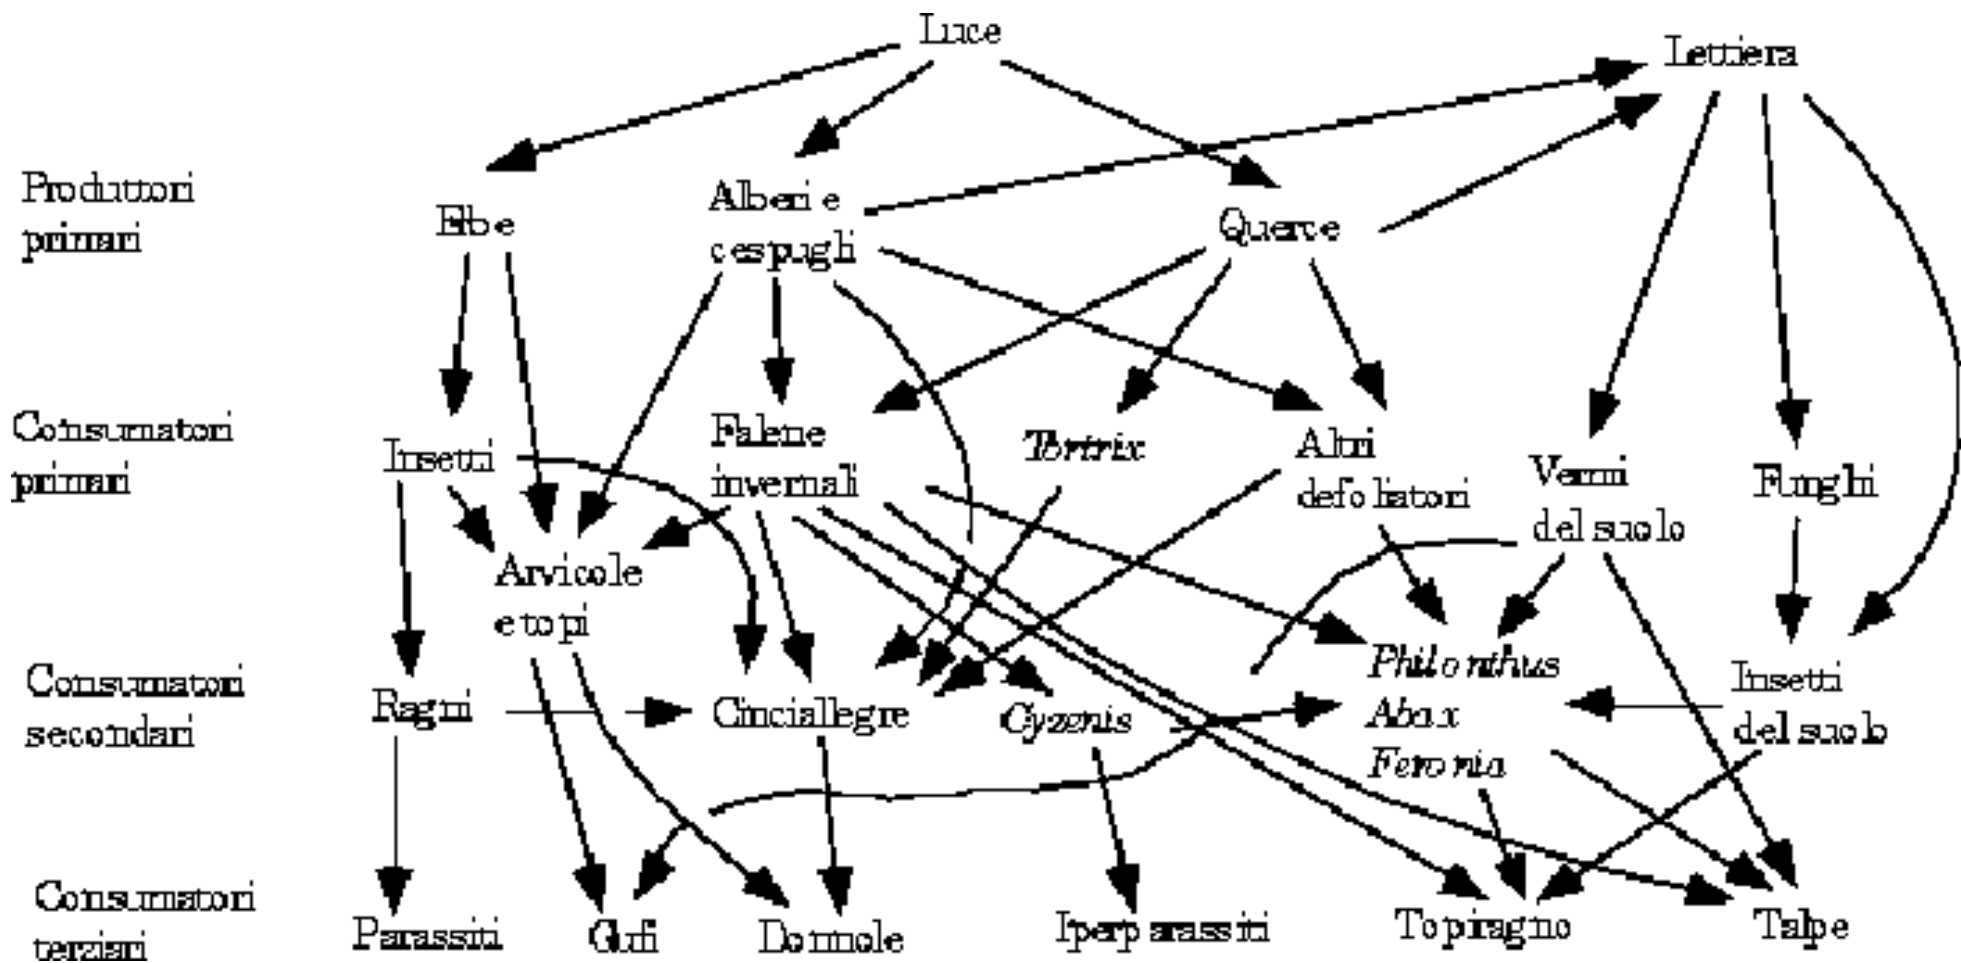 Luce
Lettiera
Produttori
primari
Erbe
Alberi e
cespugli
Querce
Consumatori
primari
Insetti
Falene
invernali
Tortrix
Altri
defoliatori
Vermi
del suolo
Funghi
Arvicole
e topi
Consumatori
secondari
Ragni
Cinciallegre
Cyzenis
Philonthus
Abax
Feronia
Insetti
del suolo
Consumatori
terziari
Parassiti
Gufi
Donnole
Iperparassiti
Topiragno
Talpe